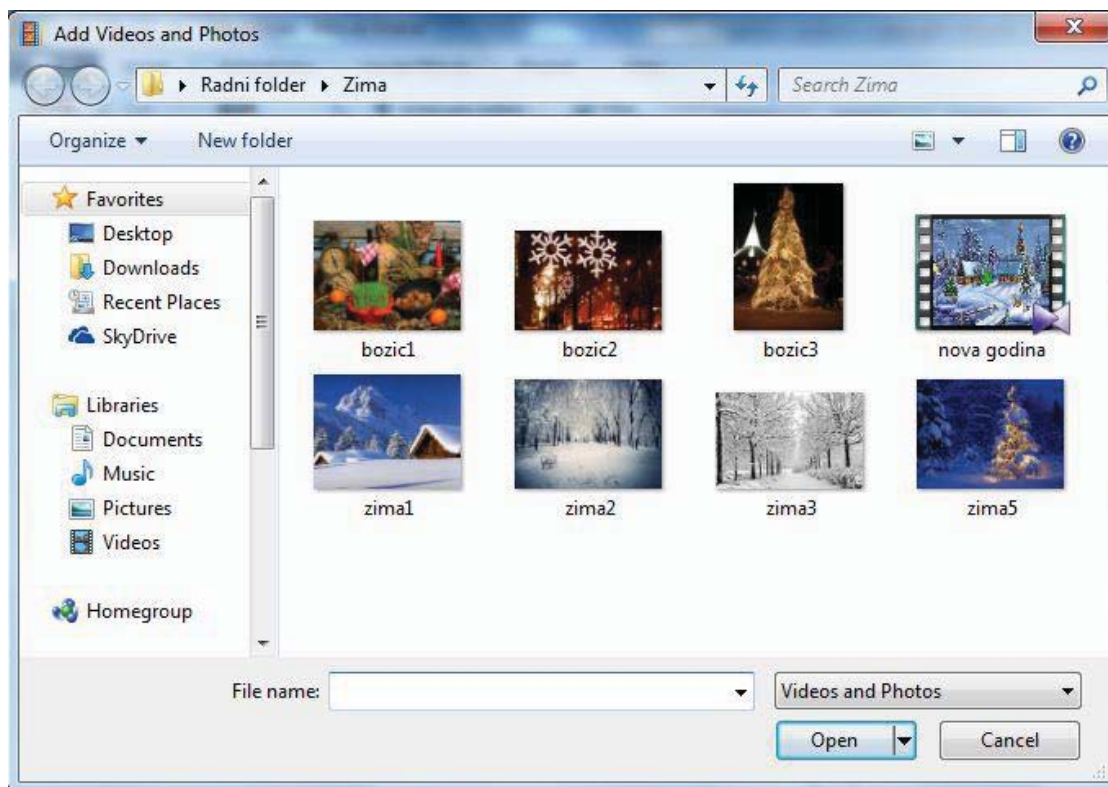 Add Videos and Photos
Radni folder Zima
Search Zima
Organize
New folder
Favorites
Desktop
Downloads
Recent Places
SkyDrive
Libraries
Documents
Music
Pictures
Videos
Homegroup
bozic1
bozic2
bozic3
nova godina
zima1
zima2
zima3
zima5
File name:
Videos and Photos
Open
Cancel